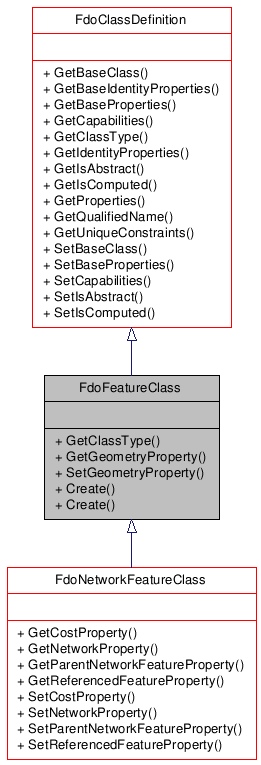 FdoClassDefinition
+ GetBaseClass()
+ GetBaseIdentityProperties()
+ GetBaseProperties()
+ GetCapabilities()
+ GetClassType()
+ GetIdentityProperties()
+ GetIsAbstract()
+ GetIsComputed()
+ GetProperties()
+ GetQualifiedName()
+ GetUniqueConstraints()
+ SetBaseClass()
+ SetBaseProperties()
+ SetCapabilities()
+ SetIsAbstract()
+ SetIsComputed()
FdoFeatureClass
+ GetClassType()
+ GetGeometryProperty()
+ SetGeometryProperty()
+ Create()
+ Create()
FdoNetworkFeatureClass
+ GetCostProperty()
+ GetNetworkProperty()
+ GetParentNetworkFeatureProperty()
+ GetReferencedFeatureProperty()
+ SetCostProperty()
+ SetNetworkProperty()
+ SetParentNetworkFeatureProperty()
+ SetReferencedFeatureProperty()